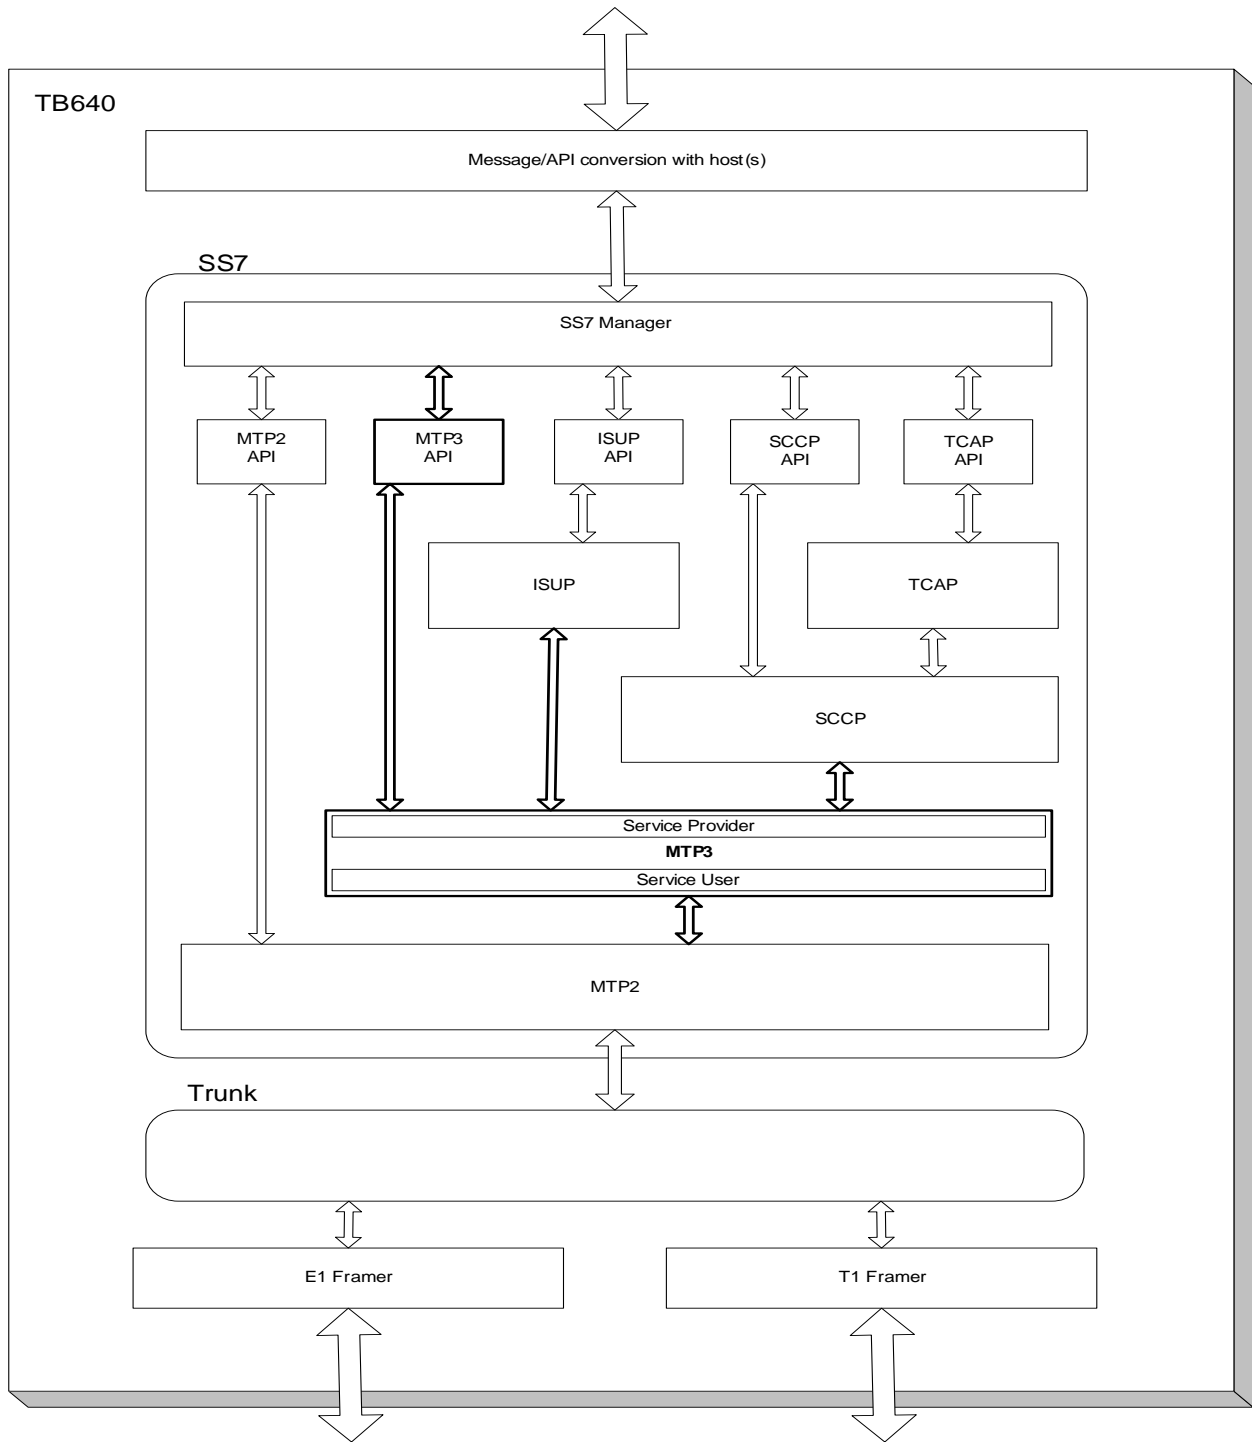 TB640
Message/API conversion with host(s)
SS7
SS7 Manager
MTP2
API
MTP3
API
ISUP
API
SCCP
API
TCAP
API
ISUP
TCAP
SCCP
Service Provider
MTP3
Service User
MTP2
Trunk
E1 Framer
T1 Framer